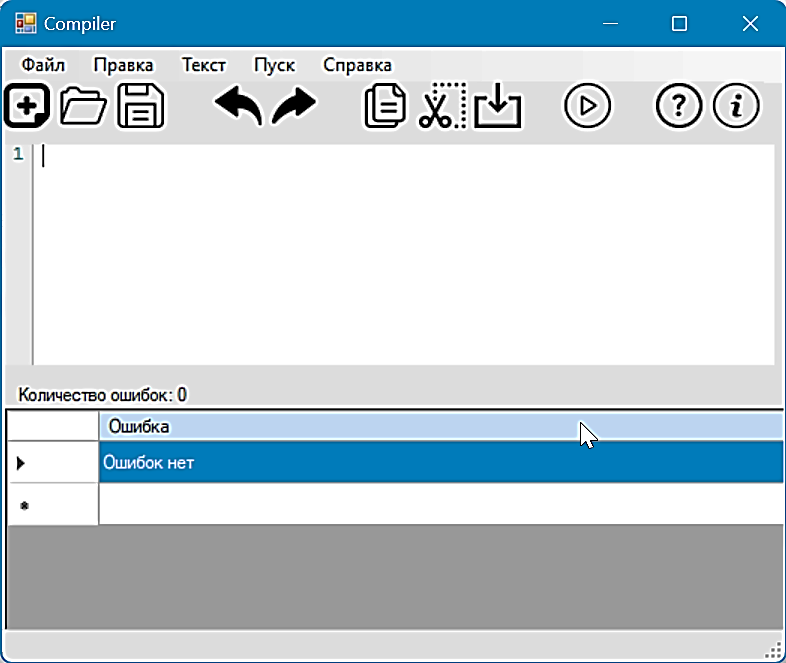 Compiler
Файл Правка Текст Пуск Справка
1
Количество ошибок: 0
Ошибка
Ошибок нет